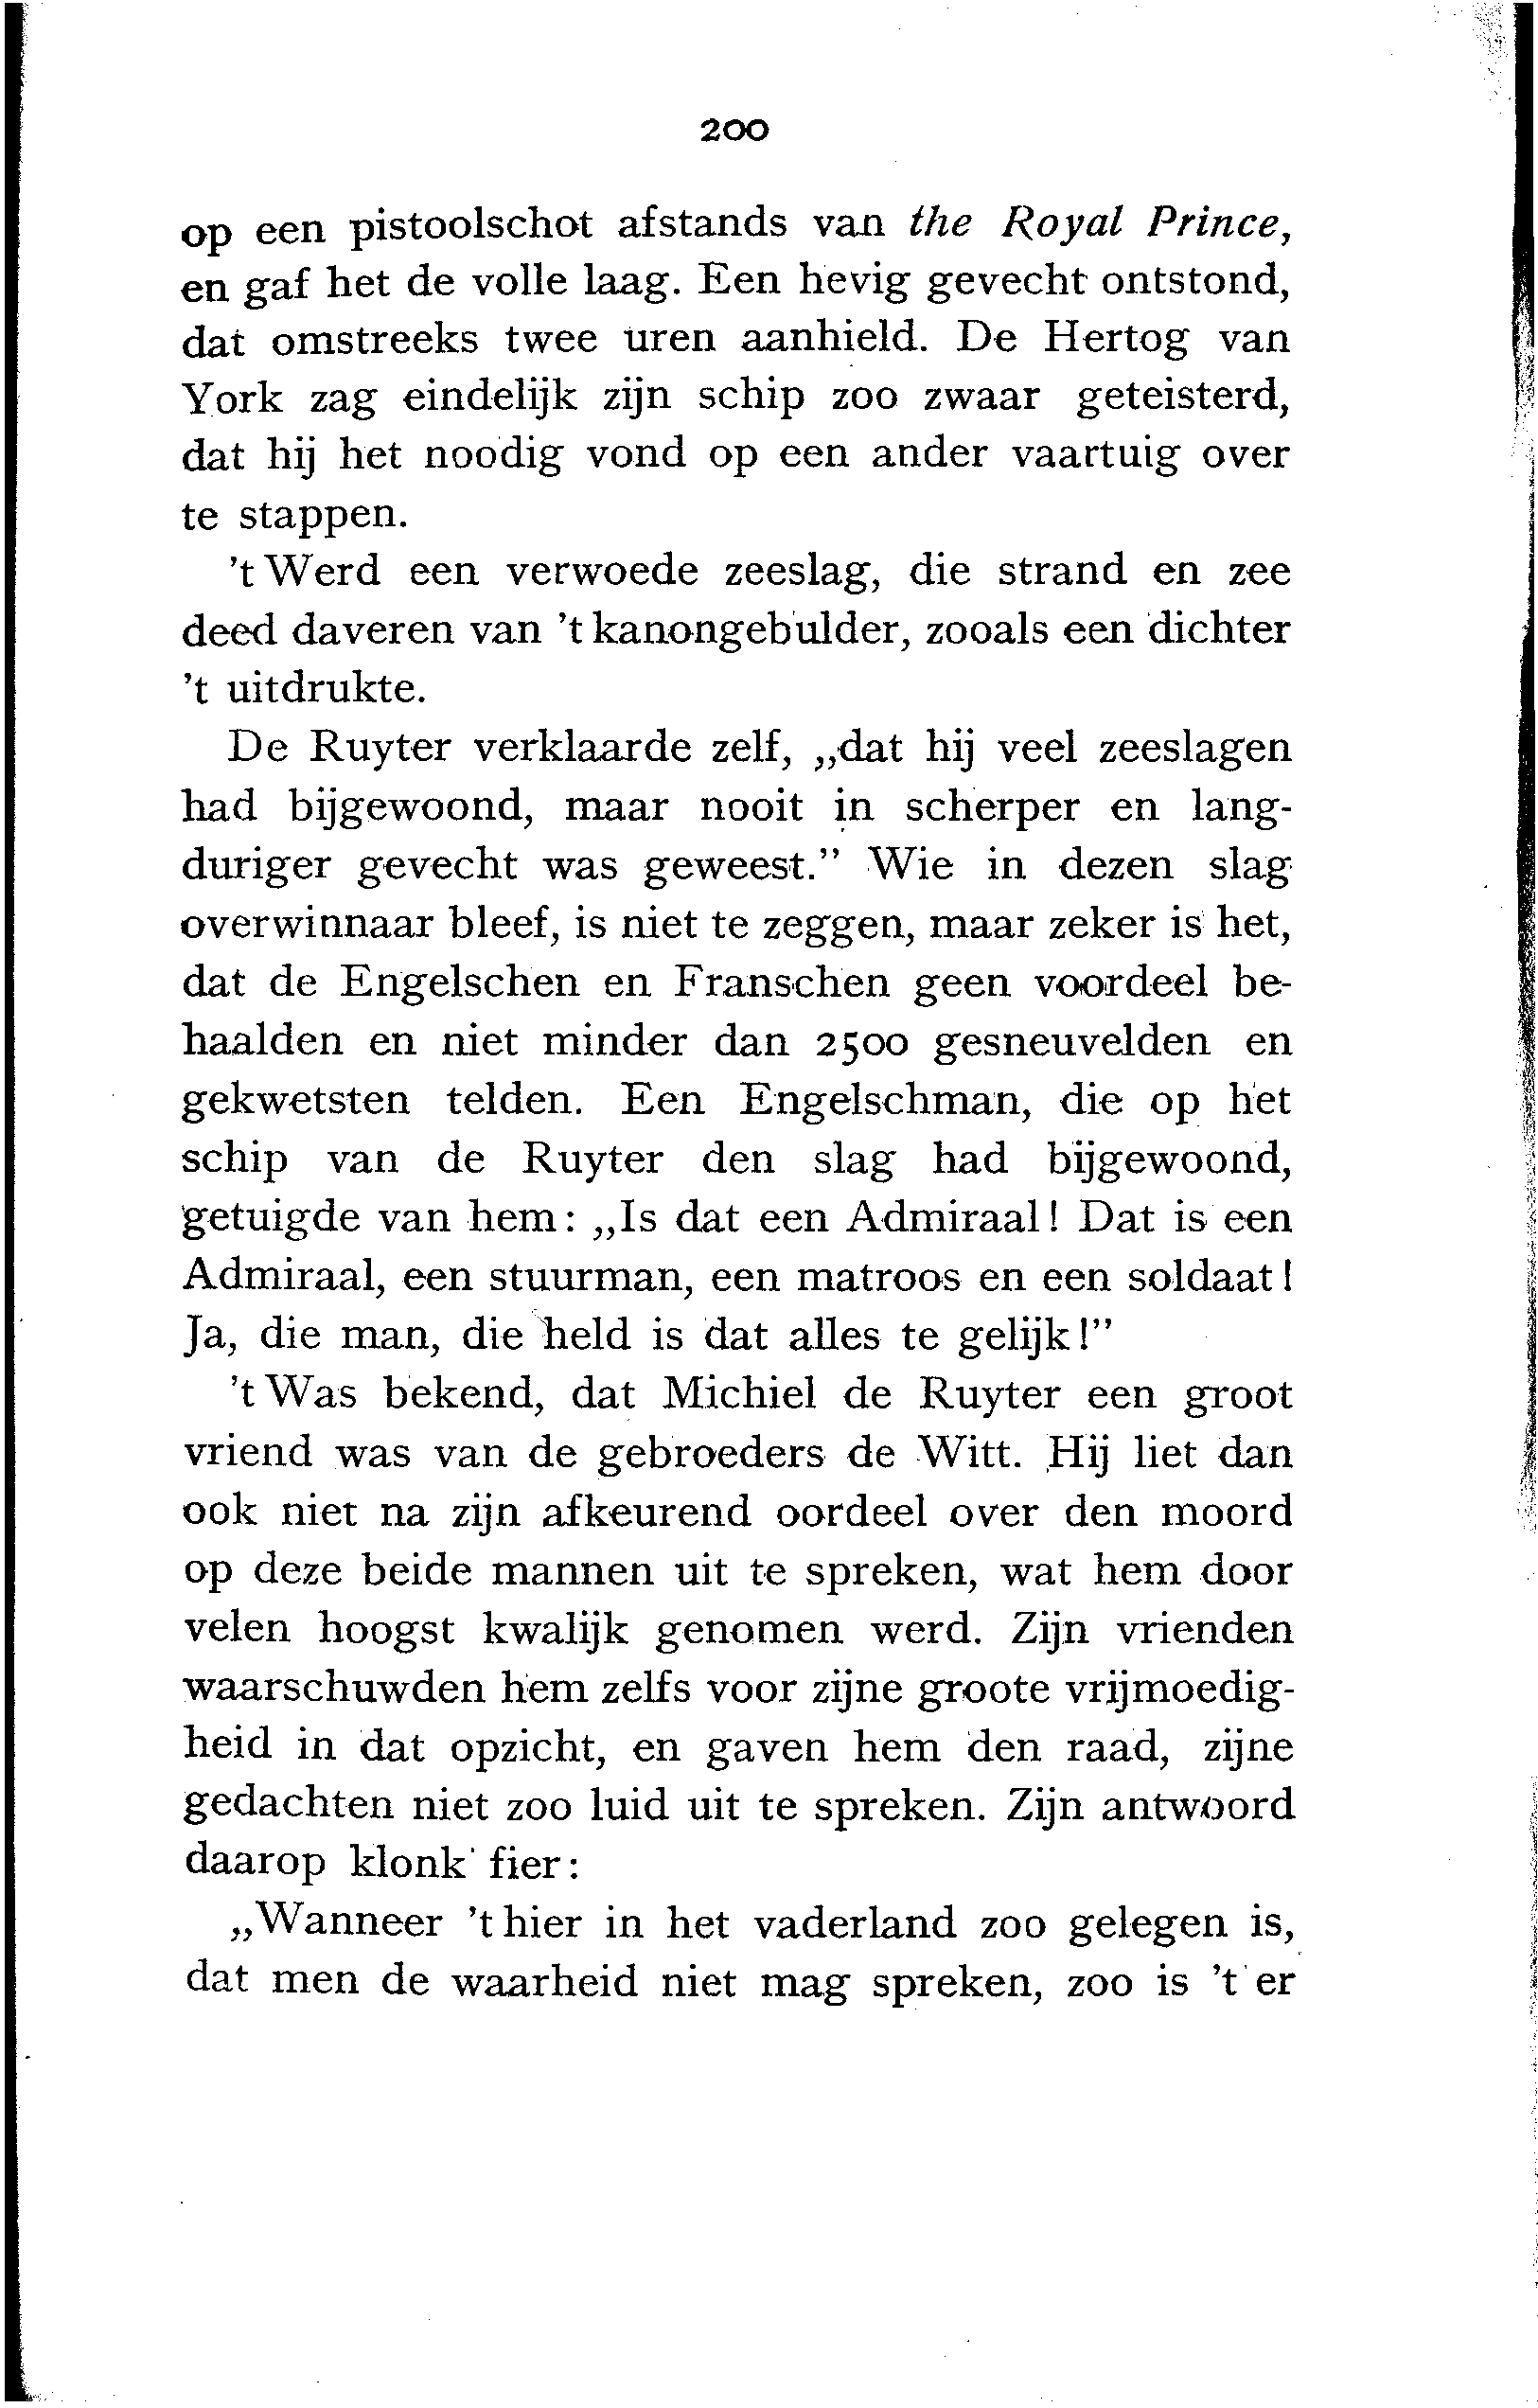 200
op een pistoolschot afstands van the Royal Prince,
en gaf het de volle laag. Een hevig gevecht ontstond,
dat omstreeks twee uren aanhield. De Hertog van
York zag eindelijk zijn schip zoo zwaar geteisterd,
dat hij het noodig vond op een ander vaartuig over
te stappen.
't Werd een verwoede zeeslag, die strand en zee
deed daveren van 't kanongebulder, zooals een dichter
't uitdrukte.
De Ruyter verklaarde zelf, „dat hij veel zeeslagen
had bijgewoond, maar nooit in scherper en lang-
duriger gevecht was geweest.” Wie in dezen slag
overwinnaar bleef, is niet te zeggen, maar zeker is het,
dat de Engelschen en Franschen geen voordeel be-
haalden en niet minder dan 2500 gesneuvelden en
gekwetsten telden. Een Engelschman, die op het
schip van de Ruyter den slag had bijgewoond,
getuigde van hem: „Is dat een Admiraal! Dat is een
Admiraal, een stuurman, een matroos en een soldaat!
Ja, die man, die held is dat alles te gelijk!”
't Was bekend, dat Michiel de Ruyter een groot
vriend was van de gebroeders de Witt. Hij liet dan
ook niet na zijn afkeurend oordeel over den moord
op deze beide mannen uit te spreken, wat hem door
velen hoogst kwalijk genomen werd. Zijn vrienden
waarschuwden hem zelfs voor zijne groote vrijmoedig-
heid in dat opzicht, en gaven hem den raad, zijne
gedachten niet zoo luid uit te spreken. Zijn antwoord
daarop klonk fier:
„Wanneer 't hier in het vaderland zoo gelegen is,
dat men de waarheid niet mag spreken, zoo is 't er